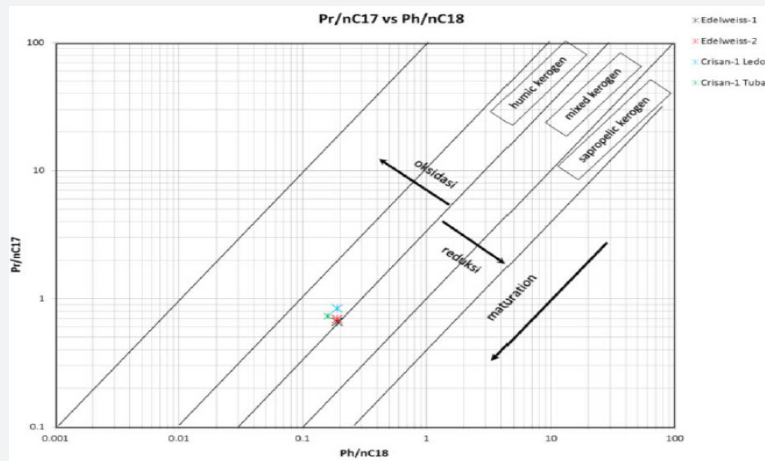 Pr/nC17 vs Ph/nC18
Edelweiss-1
Edelweiss-2
Crisan-1 Ledo
Crisan-1 Tuba
100
10
1
0.1
Pr/nC17
humic kerogen
mixed kerogen
sapropelic kerogen
oksidasi
reduksi
maturation
0.001
0.01
0.1
1
10
100
Ph/nC18